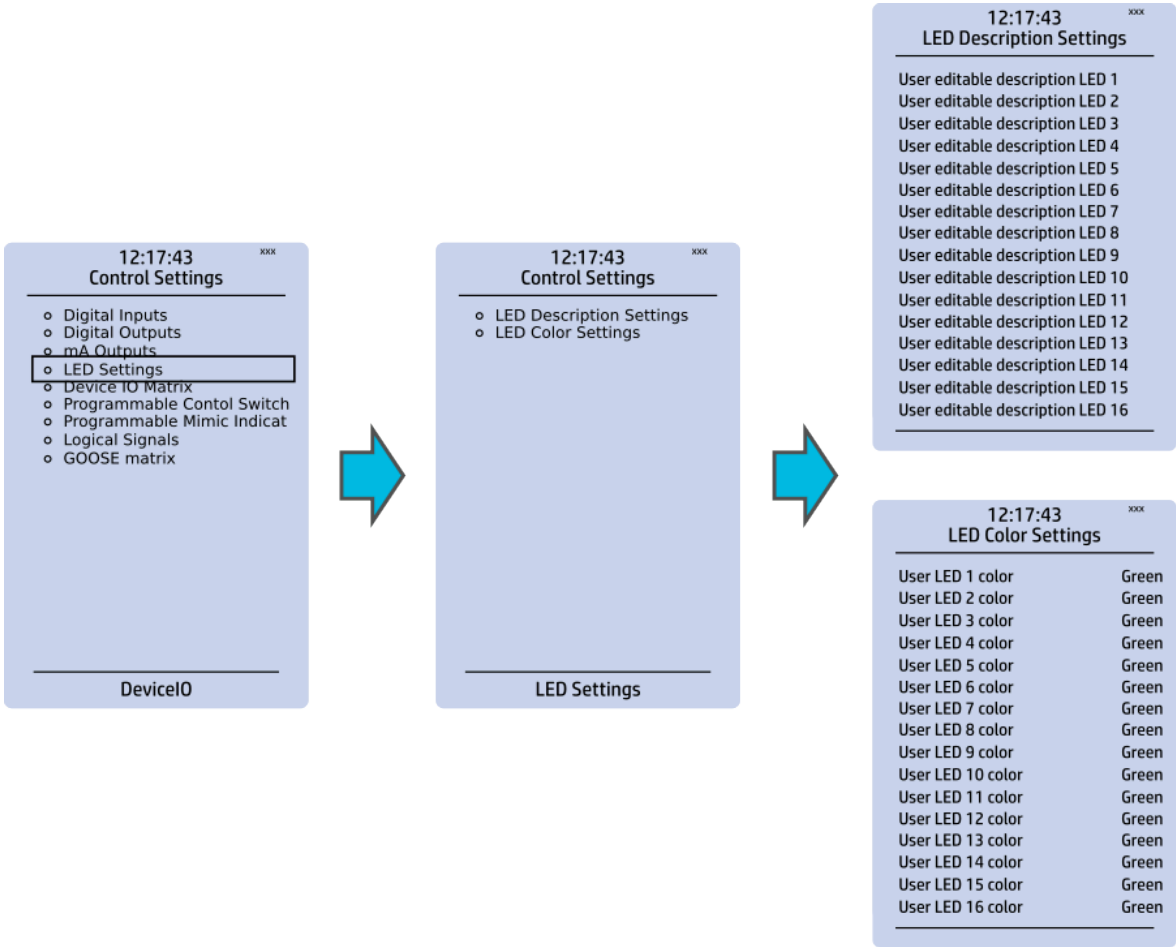 12:17:43 xxx
Control Settings
Digital Inputs
Digital Outputs
mA Outputs
LED Settings
Device IO Matrix
Programmable Contol Switch
Programmable Mimic Indicat
Logical Signals
GOOSE matrix
DeviceIO
12:17:43 xxx
Control Settings
LED Description Settings
LED Color Settings
LED Settings
12:17:43 xxx
LED Description Settings
User editable description LED 1
User editable description LED 2
User editable description LED 3
User editable description LED 4
User editable description LED 5
User editable description LED 6
User editable description LED 7
User editable description LED 8
User editable description LED 9
User editable description LED 10
User editable description LED 11
User editable description LED 12
User editable description LED 13
User editable description LED 14
User editable description LED 15
User editable description LED 16
12:17:43 xxx
LED Color Settings
User LED 1 color Green
User LED 2 color Green
User LED 3 color Green
User LED 4 color Green
User LED 5 color Green
User LED 6 color Green
User LED 7 color Green
User LED 8 color Green
User LED 9 color Green
User LED 10 color Green
User LED 11 color Green
User LED 12 color Green
User LED 13 color Green
User LED 14 color Green
User LED 15 color Green
User LED 16 color Green